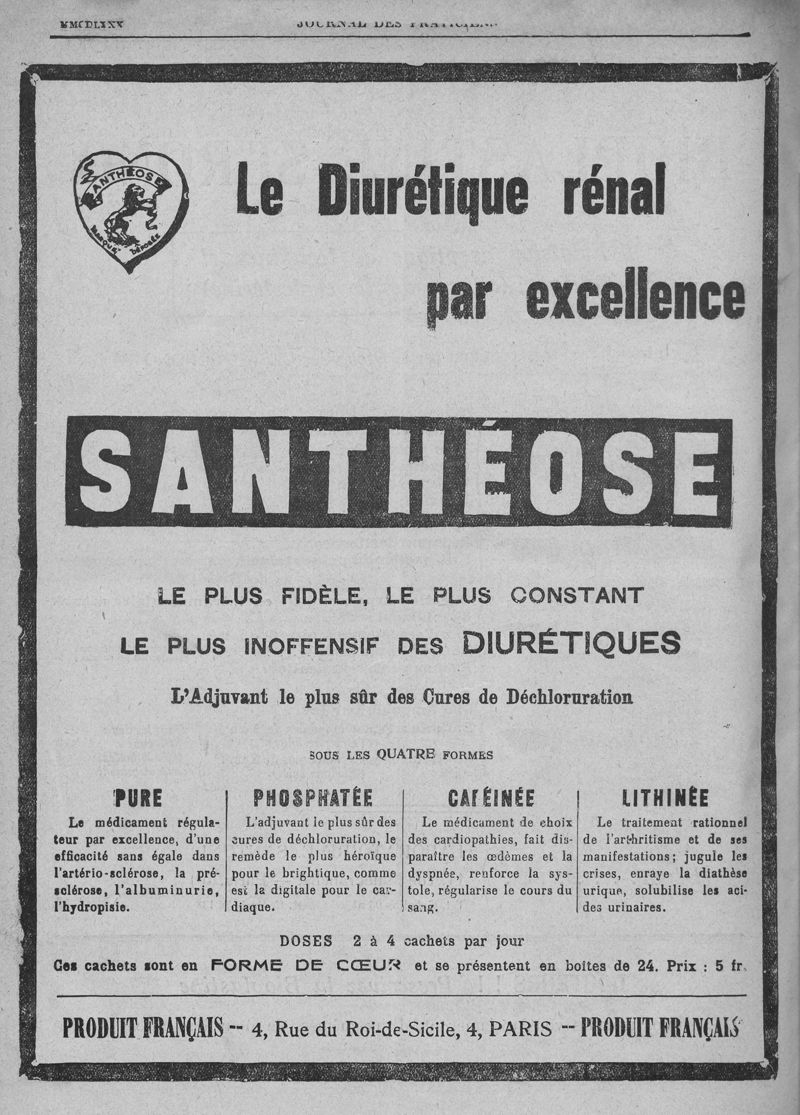 MMCDLXXX JOURNAL DES PRATICIENS
SANTHÉOSE
MARQUE DÉPOSÉE
Le Diurétique rénal
par excellence
SANTHÉOSE
LE PLUS FIDÈLE, LE PLUS CONSTANT
LE PLUS INOFFENSIF DES DIURÉTIQUES
L'Adjuvant le plus sûr des Cures de Déchloruration
SOUS LES QUATRE FORMES
PURE
Le médicament régula-
teur par excellence, d'une
efficacité sans égale dans
l'artério-sclérose, la pré-
sclérose, l'albuminurie,
l'hydropisie.
PHOSPHATÉE
L'adjuvant le plus sûr des
cures de déchloruration, le
remède le plus héroïque
pour le brightique, comme
est la digitale pour le car-
diaque.
CAFÉINÉE
Le médicament de choix
des cardiopathies, fait dis-
paraître les œdèmes et la
dyspnée, renforce la sys-
tole, régularise le cours du
sang.
LITHINÉE
Le traitement rationnel
de l'arthritisme et de ses
manifestations; jugule les
crises, enraye la diathèse
urique, solubilise les aci-
des urinaires.
DOSES 2 à 4 cachets par jour
Ces cachets sont en FORME DE CŒUR et se présentent en boîtes de 24. Prix : 5 fr.
PRODUIT FRANÇAIS -- 4, Rue du Roi-de-Sicile, 4, PARIS -- PRODUIT FRANÇAIS